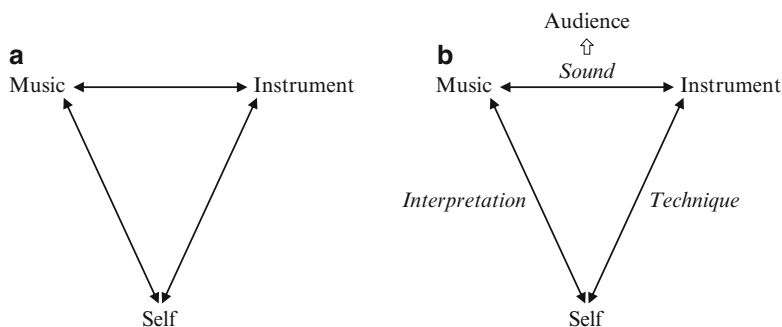 a
Music Instrument
Self
Audience
b
Sound
Music Instrument
Interpretation Technique
Self